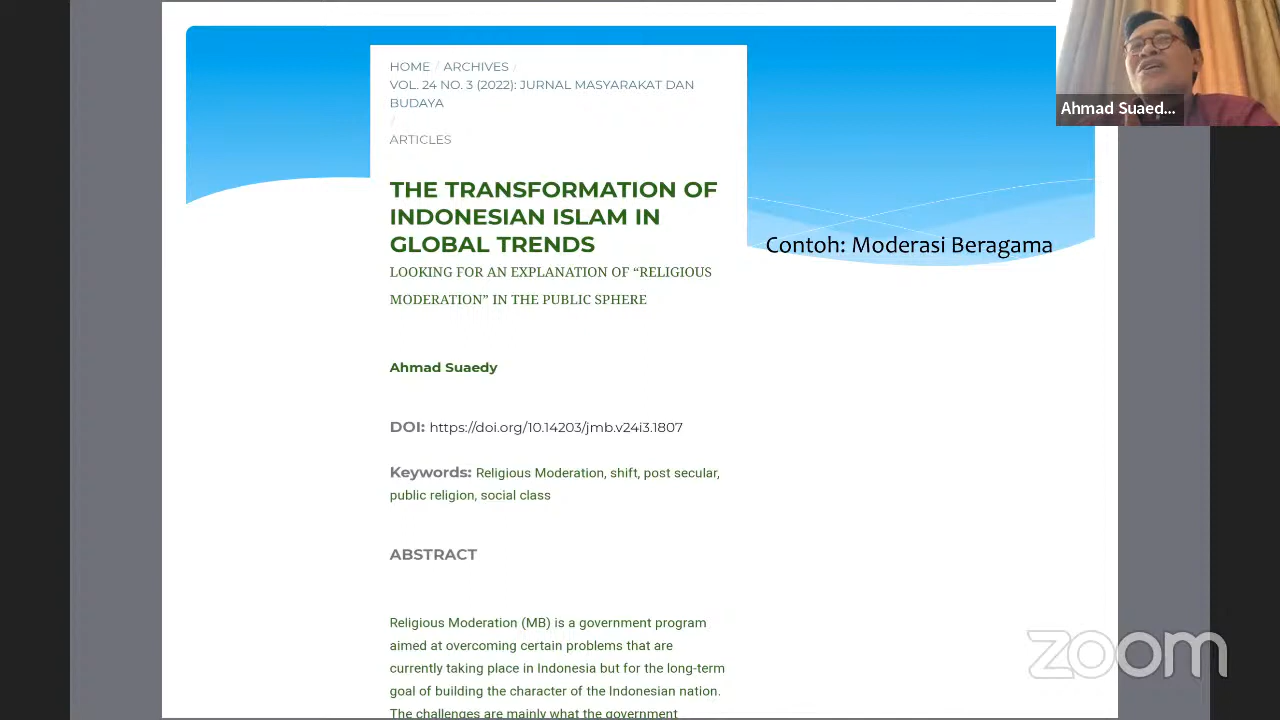 HOME / ARCHIVES /
VOL. 24 NO. 3 (2022): JURNAL MASYARAKAT DAN
BUDAYA
/
ARTICLES
THE TRANSFORMATION OF
INDONESIAN ISLAM IN
GLOBAL TRENDS
LOOKING FOR AN EXPLANATION OF “RELIGIOUS
MODERATION” IN THE PUBLIC SPHERE
Ahmad Suaedy
DOI: https://doi.org/10.14203/jmb.v24i3.1807
Keywords: Religious Moderation, shift, post secular,
public religion, social class
ABSTRACT
Religious Moderation (MB) is a government program
aimed at overcoming certain problems that are
currently taking place in Indonesia but for the long-term
goal of building the character of the Indonesian nation.
The challenges are mainly what the government
Contoh: Moderasi Beragama
Ahmad Suaed...
zoom